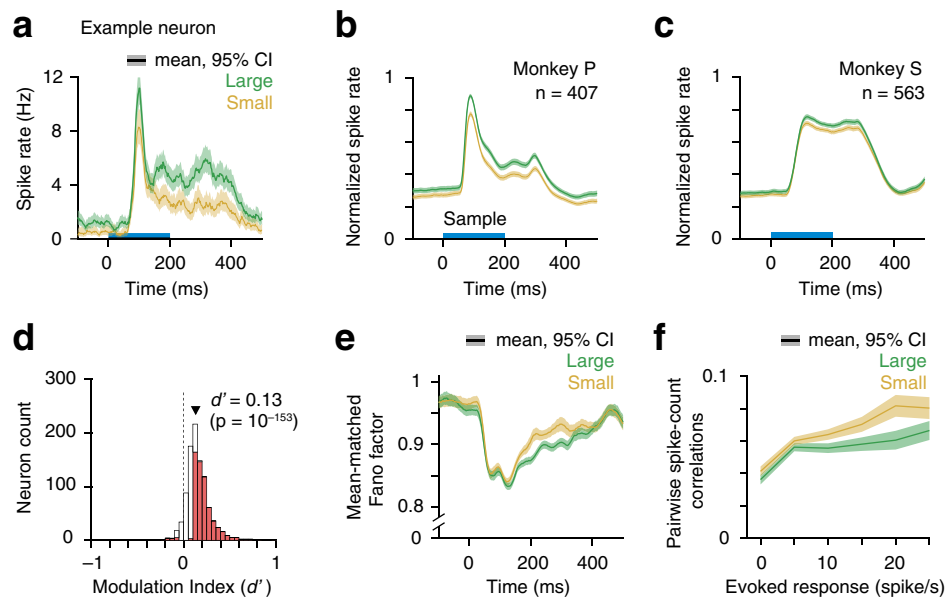 a
Example neuron
mean, 95% CI
Large
Small
Spike rate (Hz)
12
8
4
0
0
200
400
Time (ms)
b
Monkey P
n = 407
Normalized spike rate
1
0
Sample
0
200
400
Time (ms)
c
Monkey S
n = 563
Normalized spike rate
1
0
0
200
400
Time (ms)
d
Neuron count
300
200
100
0
d' = 0.13
(p = 10⁻¹⁵³)
−1
0
1
Modulation Index (d')
e
mean, 95% CI
Large
Small
Mean-matched
Fano factor
1
0.9
0.8
0
0
200
400
Time (ms)
f
mean, 95% CI
Large
Small
Pairwise spike-count
correlations
0.1
0
0
10
20
Evoked response (spike/s)